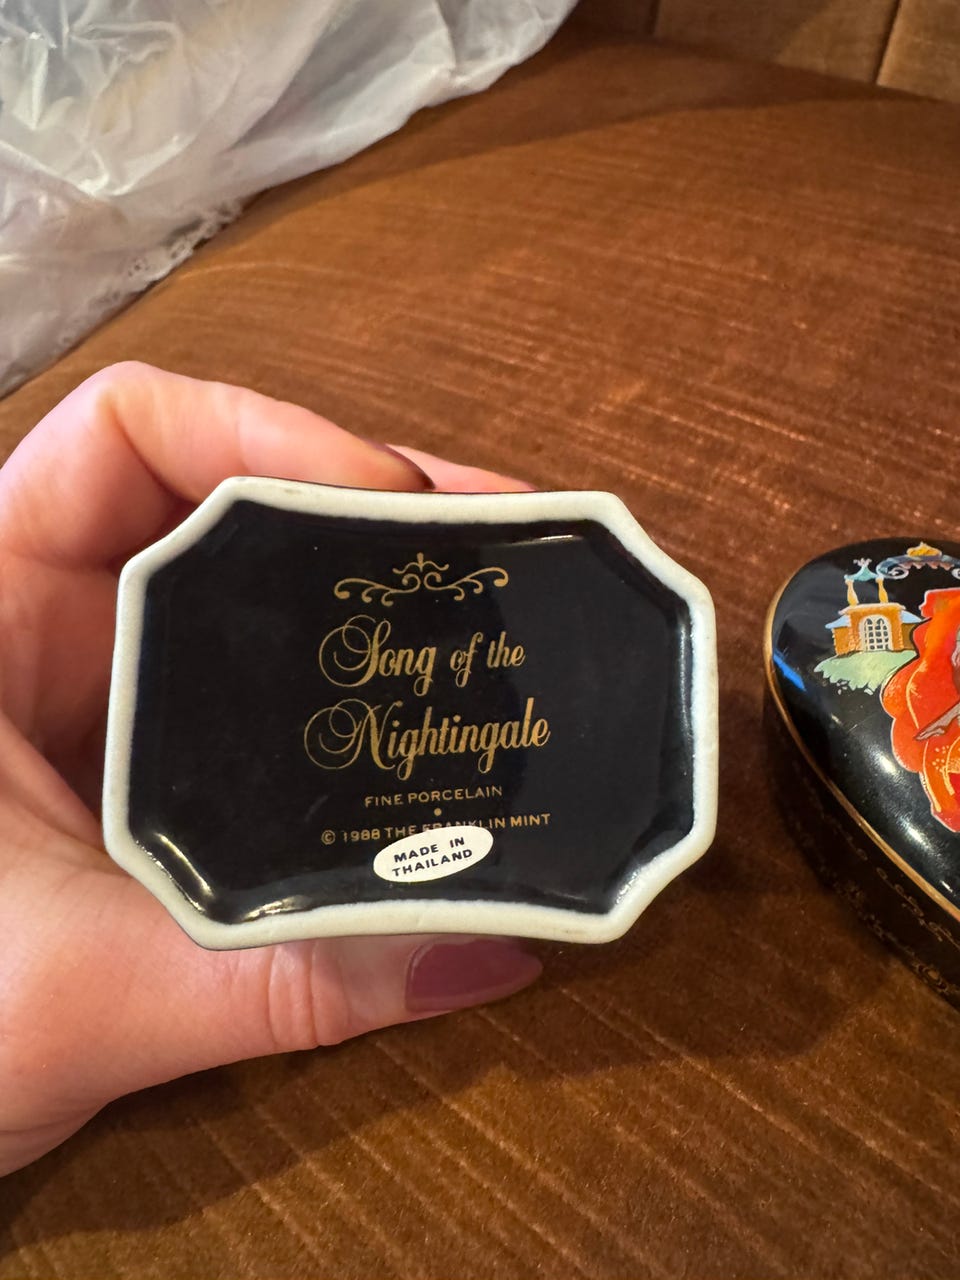 Song of the
Nightingale
FINE PORCELAIN
© 1988 THE FRANKLIN MINT
MADE IN
THAILAND